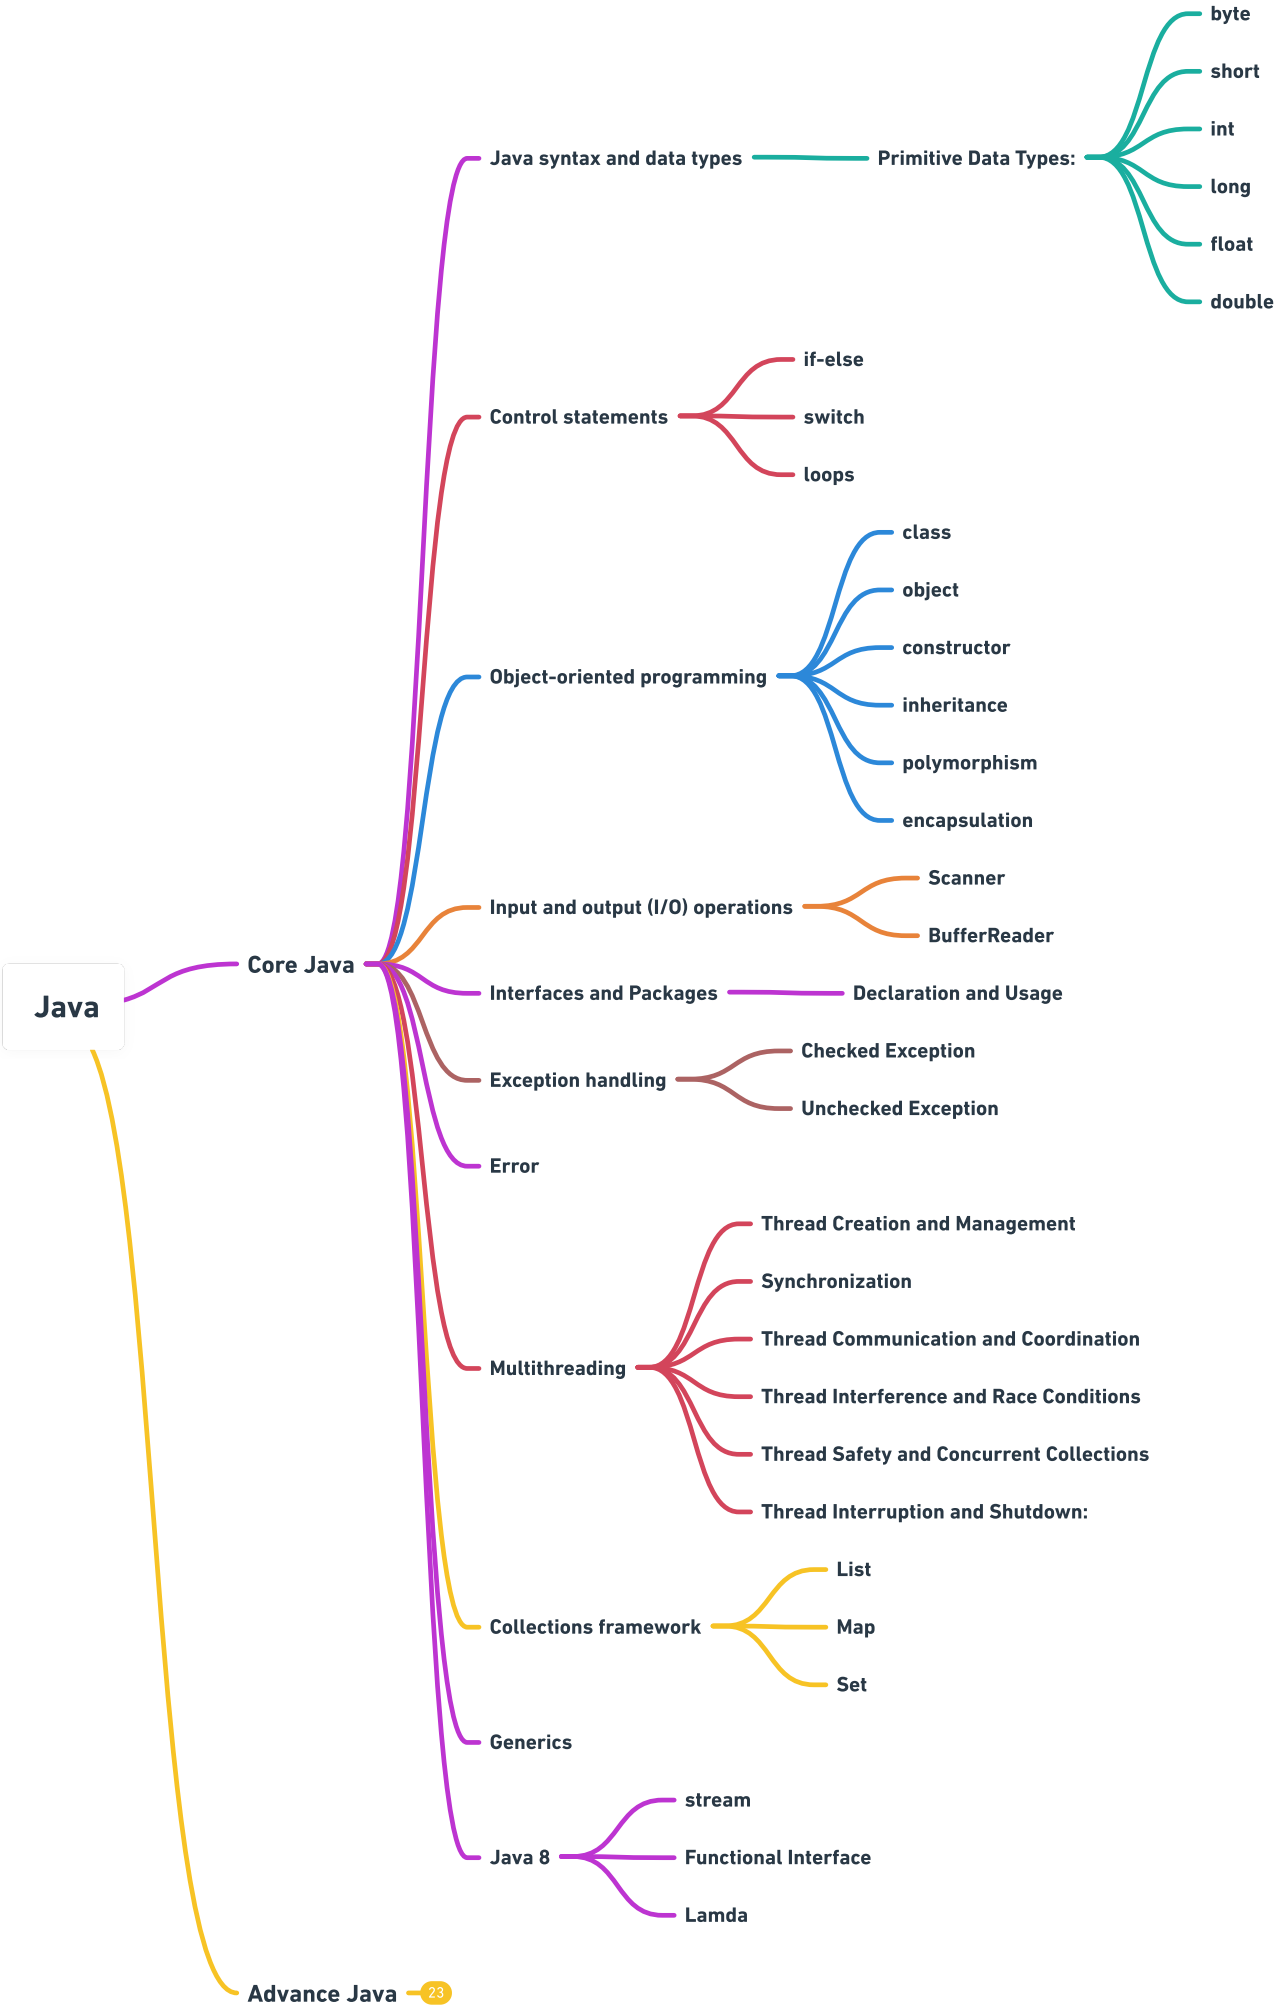 Java
Core Java
Java syntax and data types
Primitive Data Types:
byte
short
int
long
float
double
Control statements
if-else
switch
loops
Object-oriented programming
class
object
constructor
inheritance
polymorphism
encapsulation
Input and output (I/O) operations
Scanner
BufferReader
Interfaces and Packages
Declaration and Usage
Exception handling
Checked Exception
Unchecked Exception
Error
Multithreading
Thread Creation and Management
Synchronization
Thread Communication and Coordination
Thread Interference and Race Conditions
Thread Safety and Concurrent Collections
Thread Interruption and Shutdown:
Collections framework
List
Map
Set
Generics
Java 8
stream
Functional Interface
Lamda
Advance Java
23